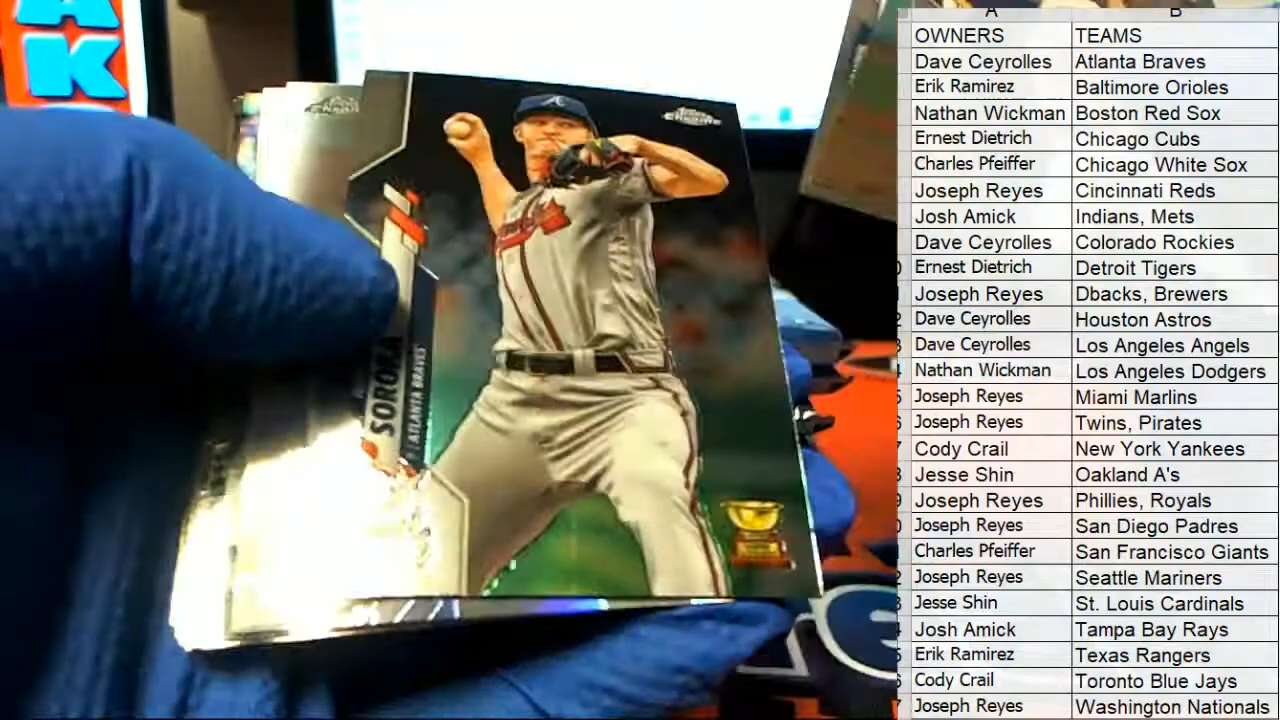 AK
K
CHROME
SOROKA
ATLANTA BRAVES
A B
OWNERS TEAMS
Dave Ceyrolles Atlanta Braves
Erik Ramirez Baltimore Orioles
Nathan Wickman Boston Red Sox
Ernest Dietrich Chicago Cubs
Charles Pfeiffer Chicago White Sox
Joseph Reyes Cincinnati Reds
Josh Amick Indians, Mets
Dave Ceyrolles Colorado Rockies
Ernest Dietrich Detroit Tigers
Joseph Reyes Dbacks, Brewers
Dave Ceyrolles Houston Astros
Dave Ceyrolles Los Angeles Angels
Nathan Wickman Los Angeles Dodgers
Joseph Reyes Miami Marlins
Joseph Reyes Twins, Pirates
Cody Crail New York Yankees
Jesse Shin Oakland A's
Joseph Reyes Phillies, Royals
Joseph Reyes San Diego Padres
Charles Pfeiffer San Francisco Giants
Joseph Reyes Seattle Mariners
Jesse Shin St. Louis Cardinals
Josh Amick Tampa Bay Rays
Erik Ramirez Texas Rangers
Cody Crail Toronto Blue Jays
Joseph Reyes Washington Nationals